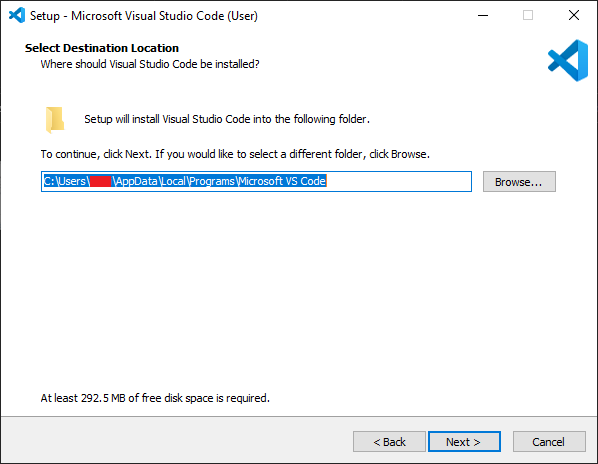 Setup - Microsoft Visual Studio Code (User)
Select Destination Location
Where should Visual Studio Code be installed?
Setup will install Visual Studio Code into the following folder.
To continue, click Next. If you would like to select a different folder, click Browse.
C:\Users\ \AppData\Local\Programs\Microsoft VS Code
Browse...
At least 292.5 MB of free disk space is required.
< Back
Next >
Cancel